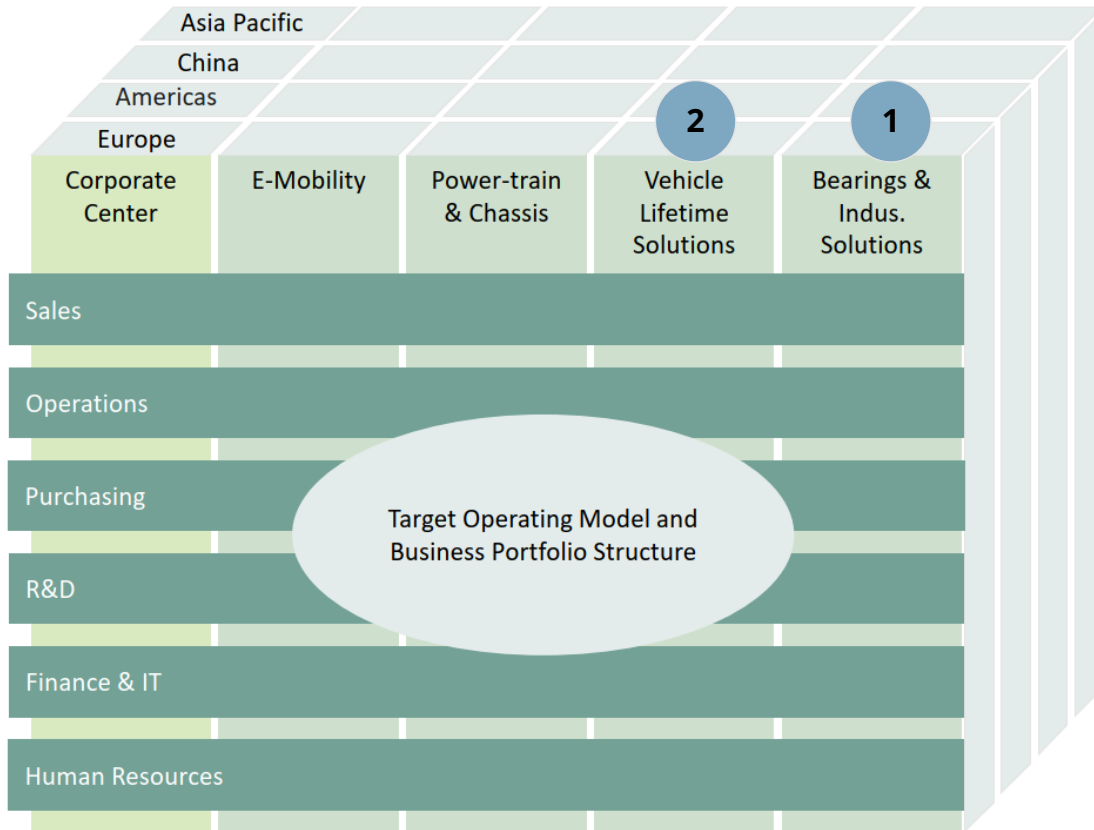 Asia Pacific
China
Americas
Europe
2
1
Corporate
Center
E-Mobility
Power-train
& Chassis
Vehicle
Lifetime
Solutions
Bearings &
Indus.
Solutions
Sales
Operations
Purchasing
Target Operating Model and
Business Portfolio Structure
R&D
Finance & IT
Human Resources